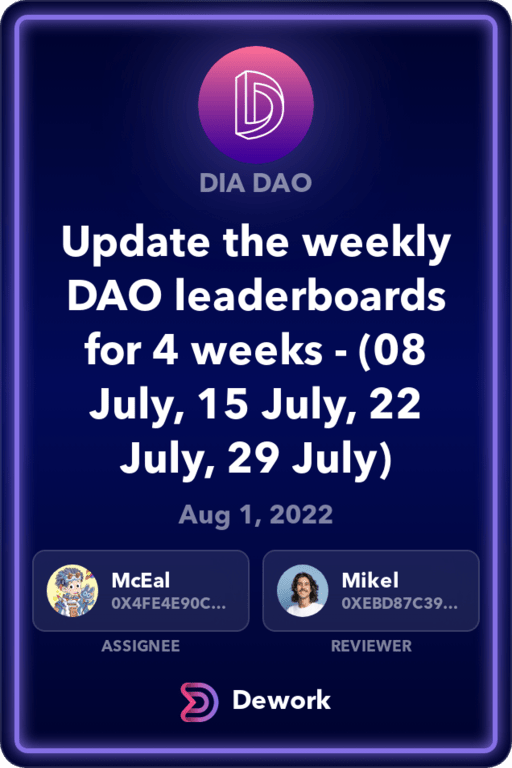 DIA DAO
Update the weekly
DAO leaderboards
for 4 weeks - (08
July, 15 July, 22
July, 29 July)
Aug 1, 2022
McEal
0X4FE4E90C...
ASSIGNEE
Mikel
0XEBD87C39...
REVIEWER
Dework